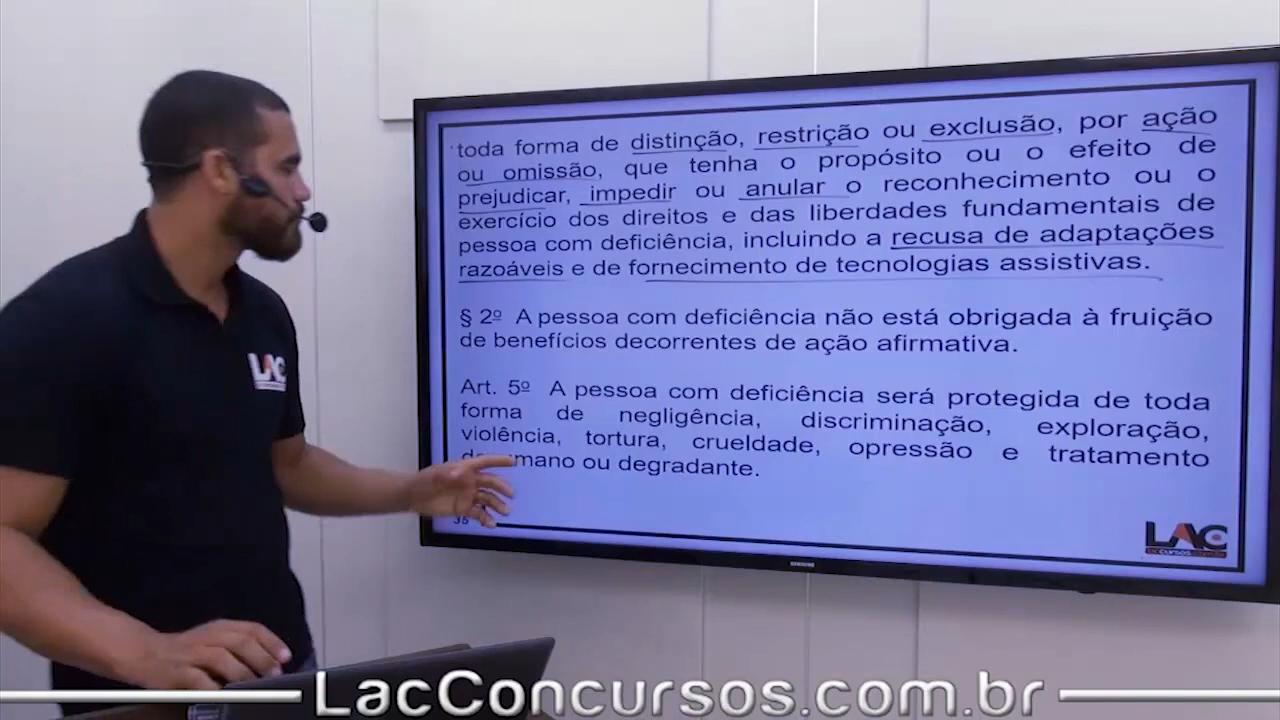 toda forma de distinção, restrição ou exclusão, por ação
ou omissão, que tenha o propósito ou o efeito de
prejudicar, impedir ou anular o reconhecimento ou o
exercício dos direitos e das liberdades fundamentais de
pessoa com deficiência, incluindo a recusa de adaptações
razoáveis e de fornecimento de tecnologias assistivas.
§ 2º A pessoa com deficiência não está obrigada à fruição
de benefícios decorrentes de ação afirmativa.
Art. 5º A pessoa com deficiência será protegida de toda
forma de negligência, discriminação, exploração,
violência, tortura, crueldade, opressão e tratamento
ou degradante.
LAC
LAC
SAMSUNG
LacConcursos.com.br